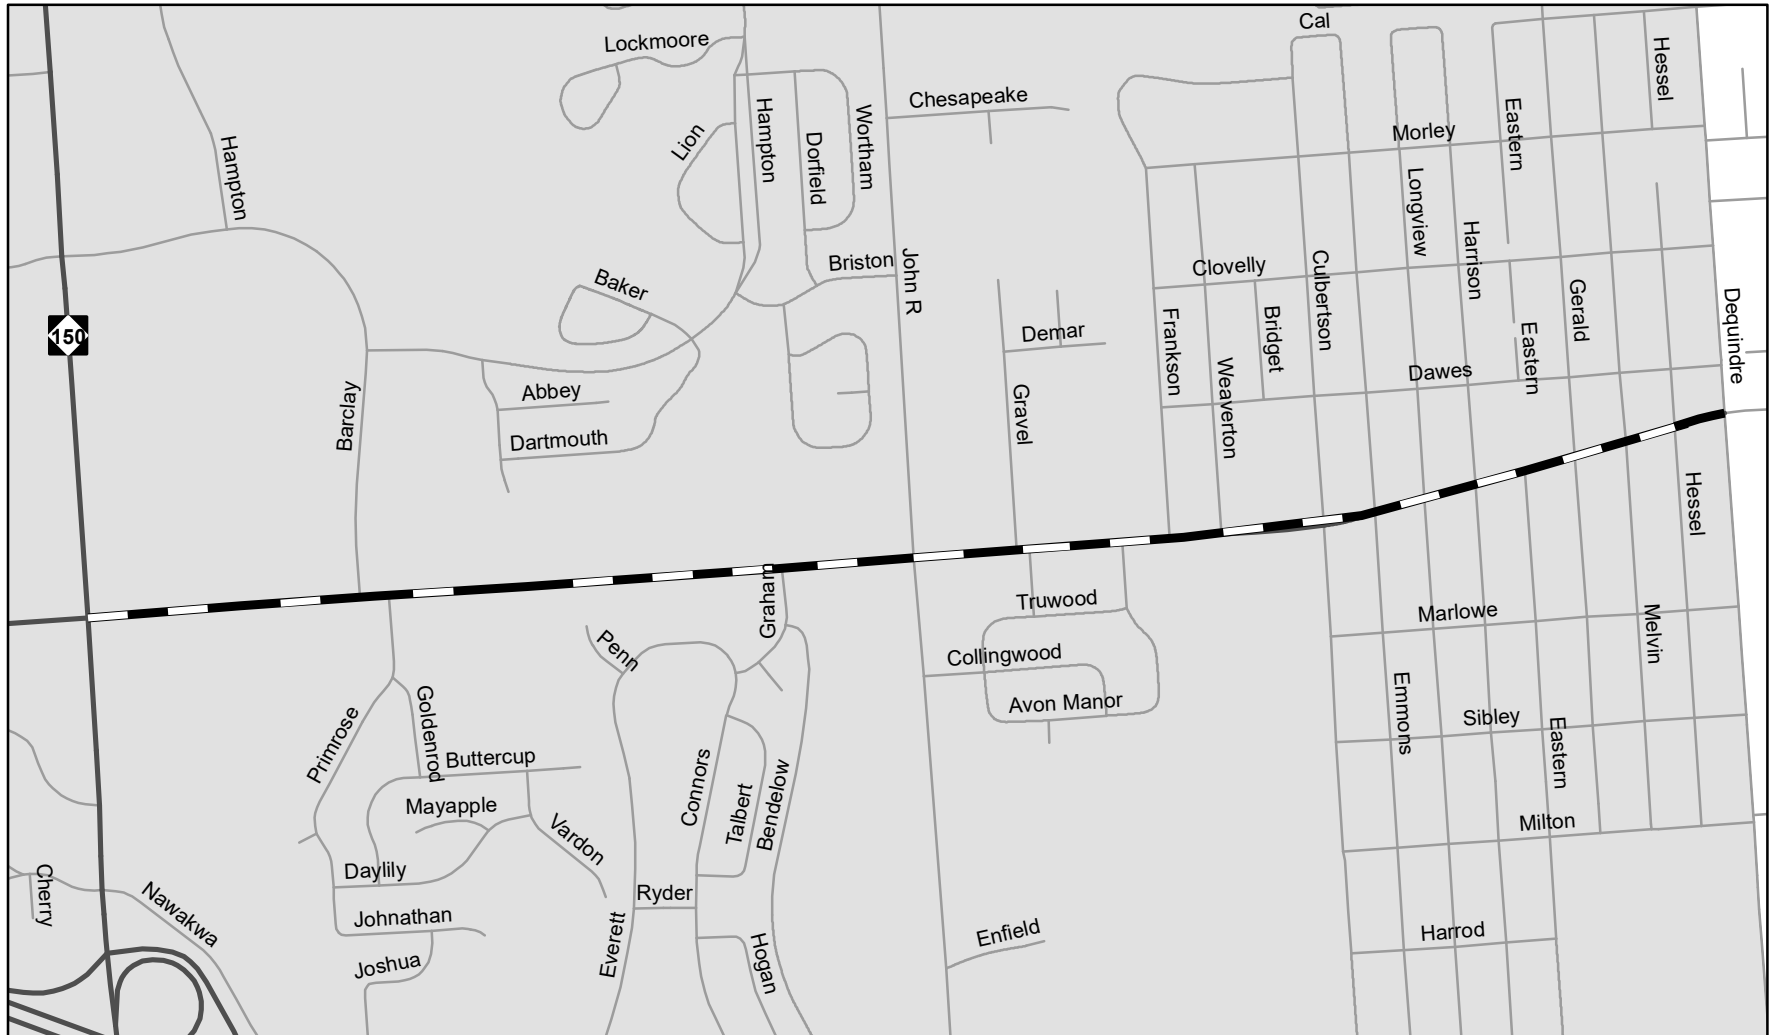 Cal
Lockmoore
Hessel
Chesapeake
Hampton
Wortham
Eastern
Morley
Lion
Dorfield
Hampton
Longview
Harrison
Briston
John R
Clovelly
Culbertson
Baker
Gerald
Dequindre
150
Demar
Frankson
Bridget
Eastern
Weaverton
Dawes
Abbey
Barclay
Gravel
Dartmouth
Hessel
Graham
Truwood
Marlowe
Melvin
Penn
Collingwood
Emmons
Goldenrod
Avon Manor
Sibley
Eastern
Primrose
Buttercup
Connors
Talbert
Bendelow
Mayapple
Vardon
Milton
Daylily
Cherry
Nawakwa
Ryder
Johnathan
Everett
Enfield
Harrod
Hogan
Joshua